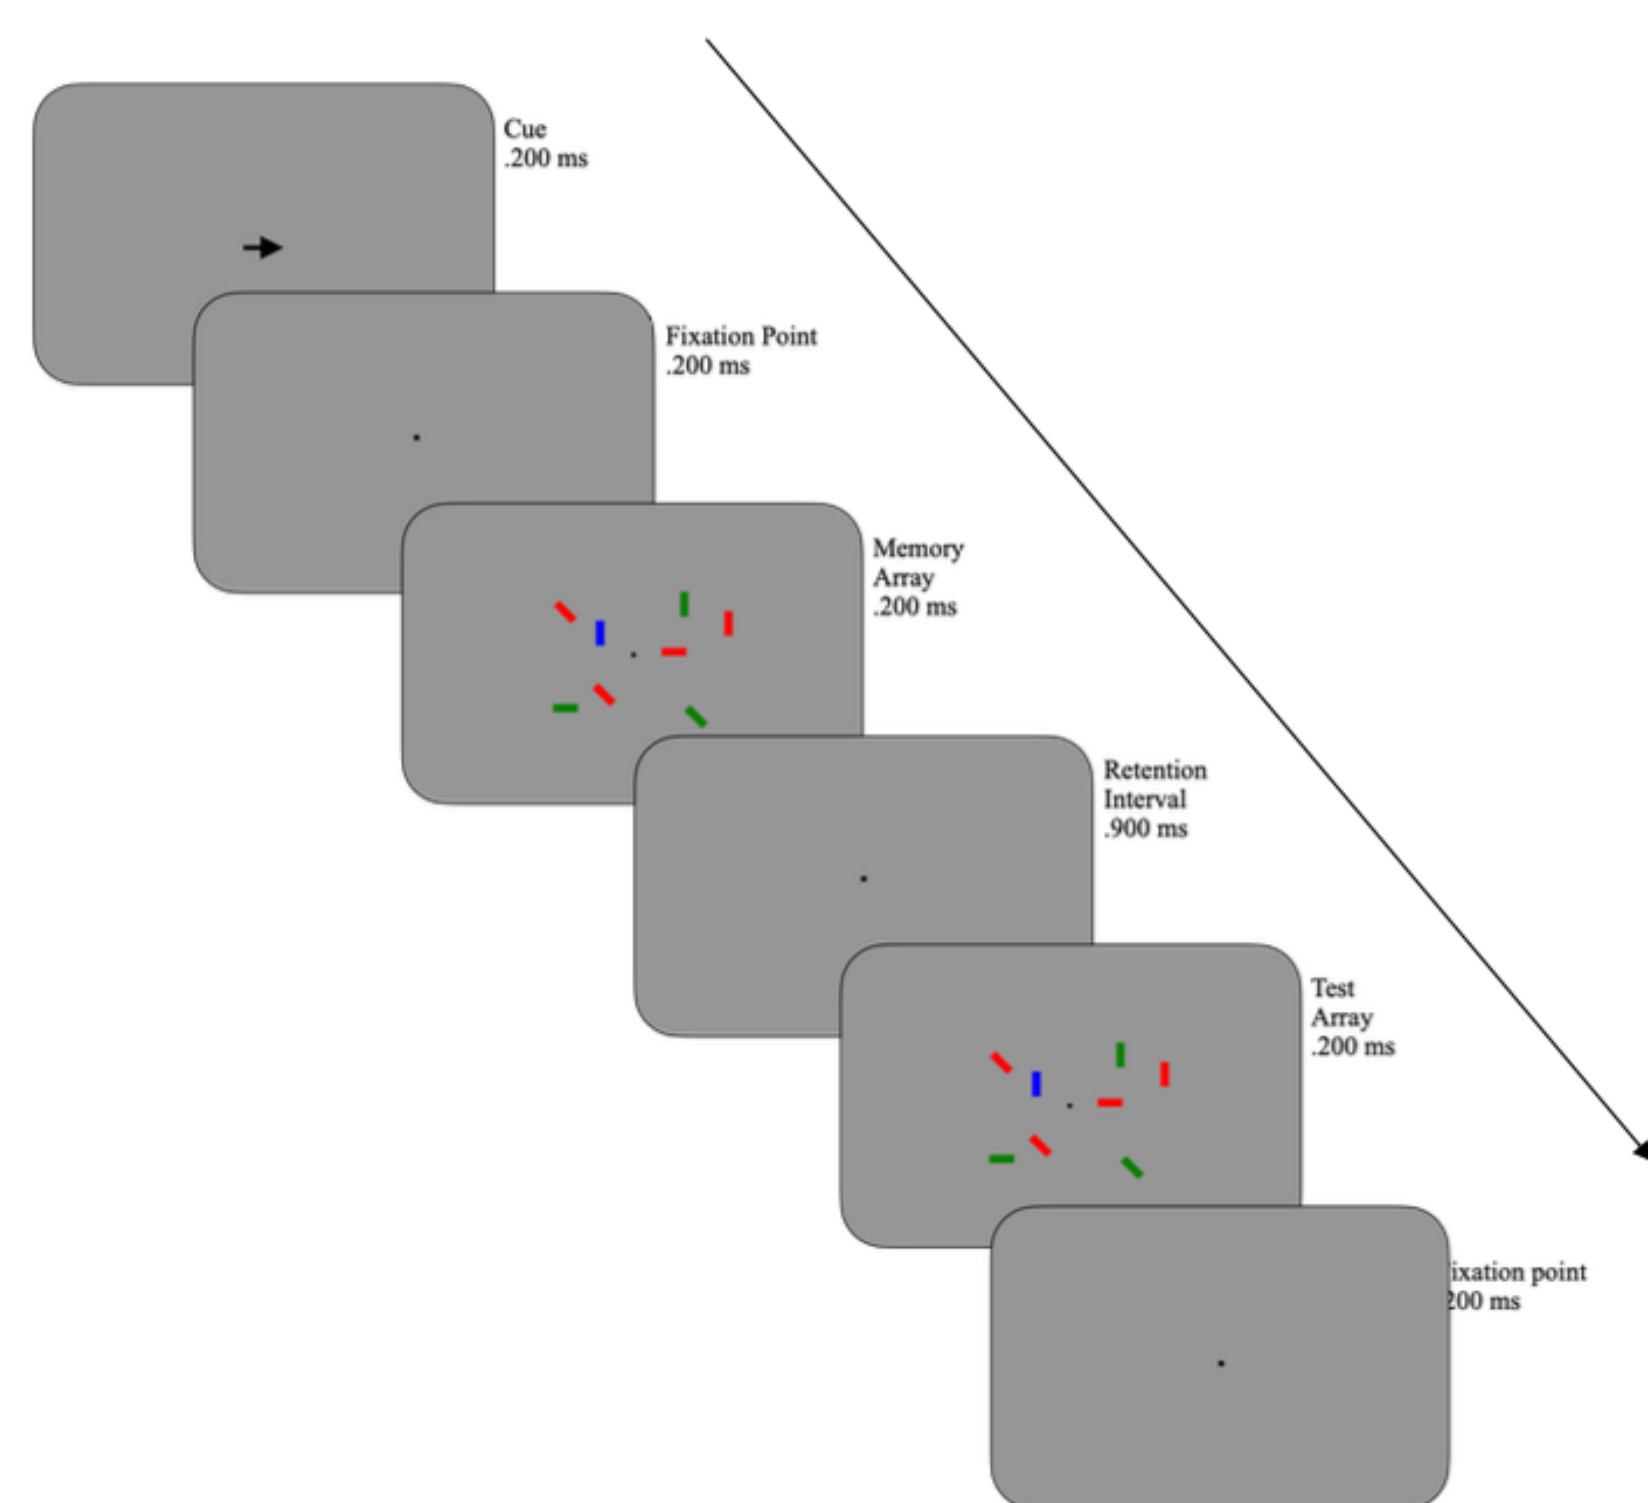 Cue
.200 ms
Fixation Point
.200 ms
Memory
Array
.200 ms
Retention
Interval
.900 ms
Test
Array
.200 ms
ixation point
200 ms